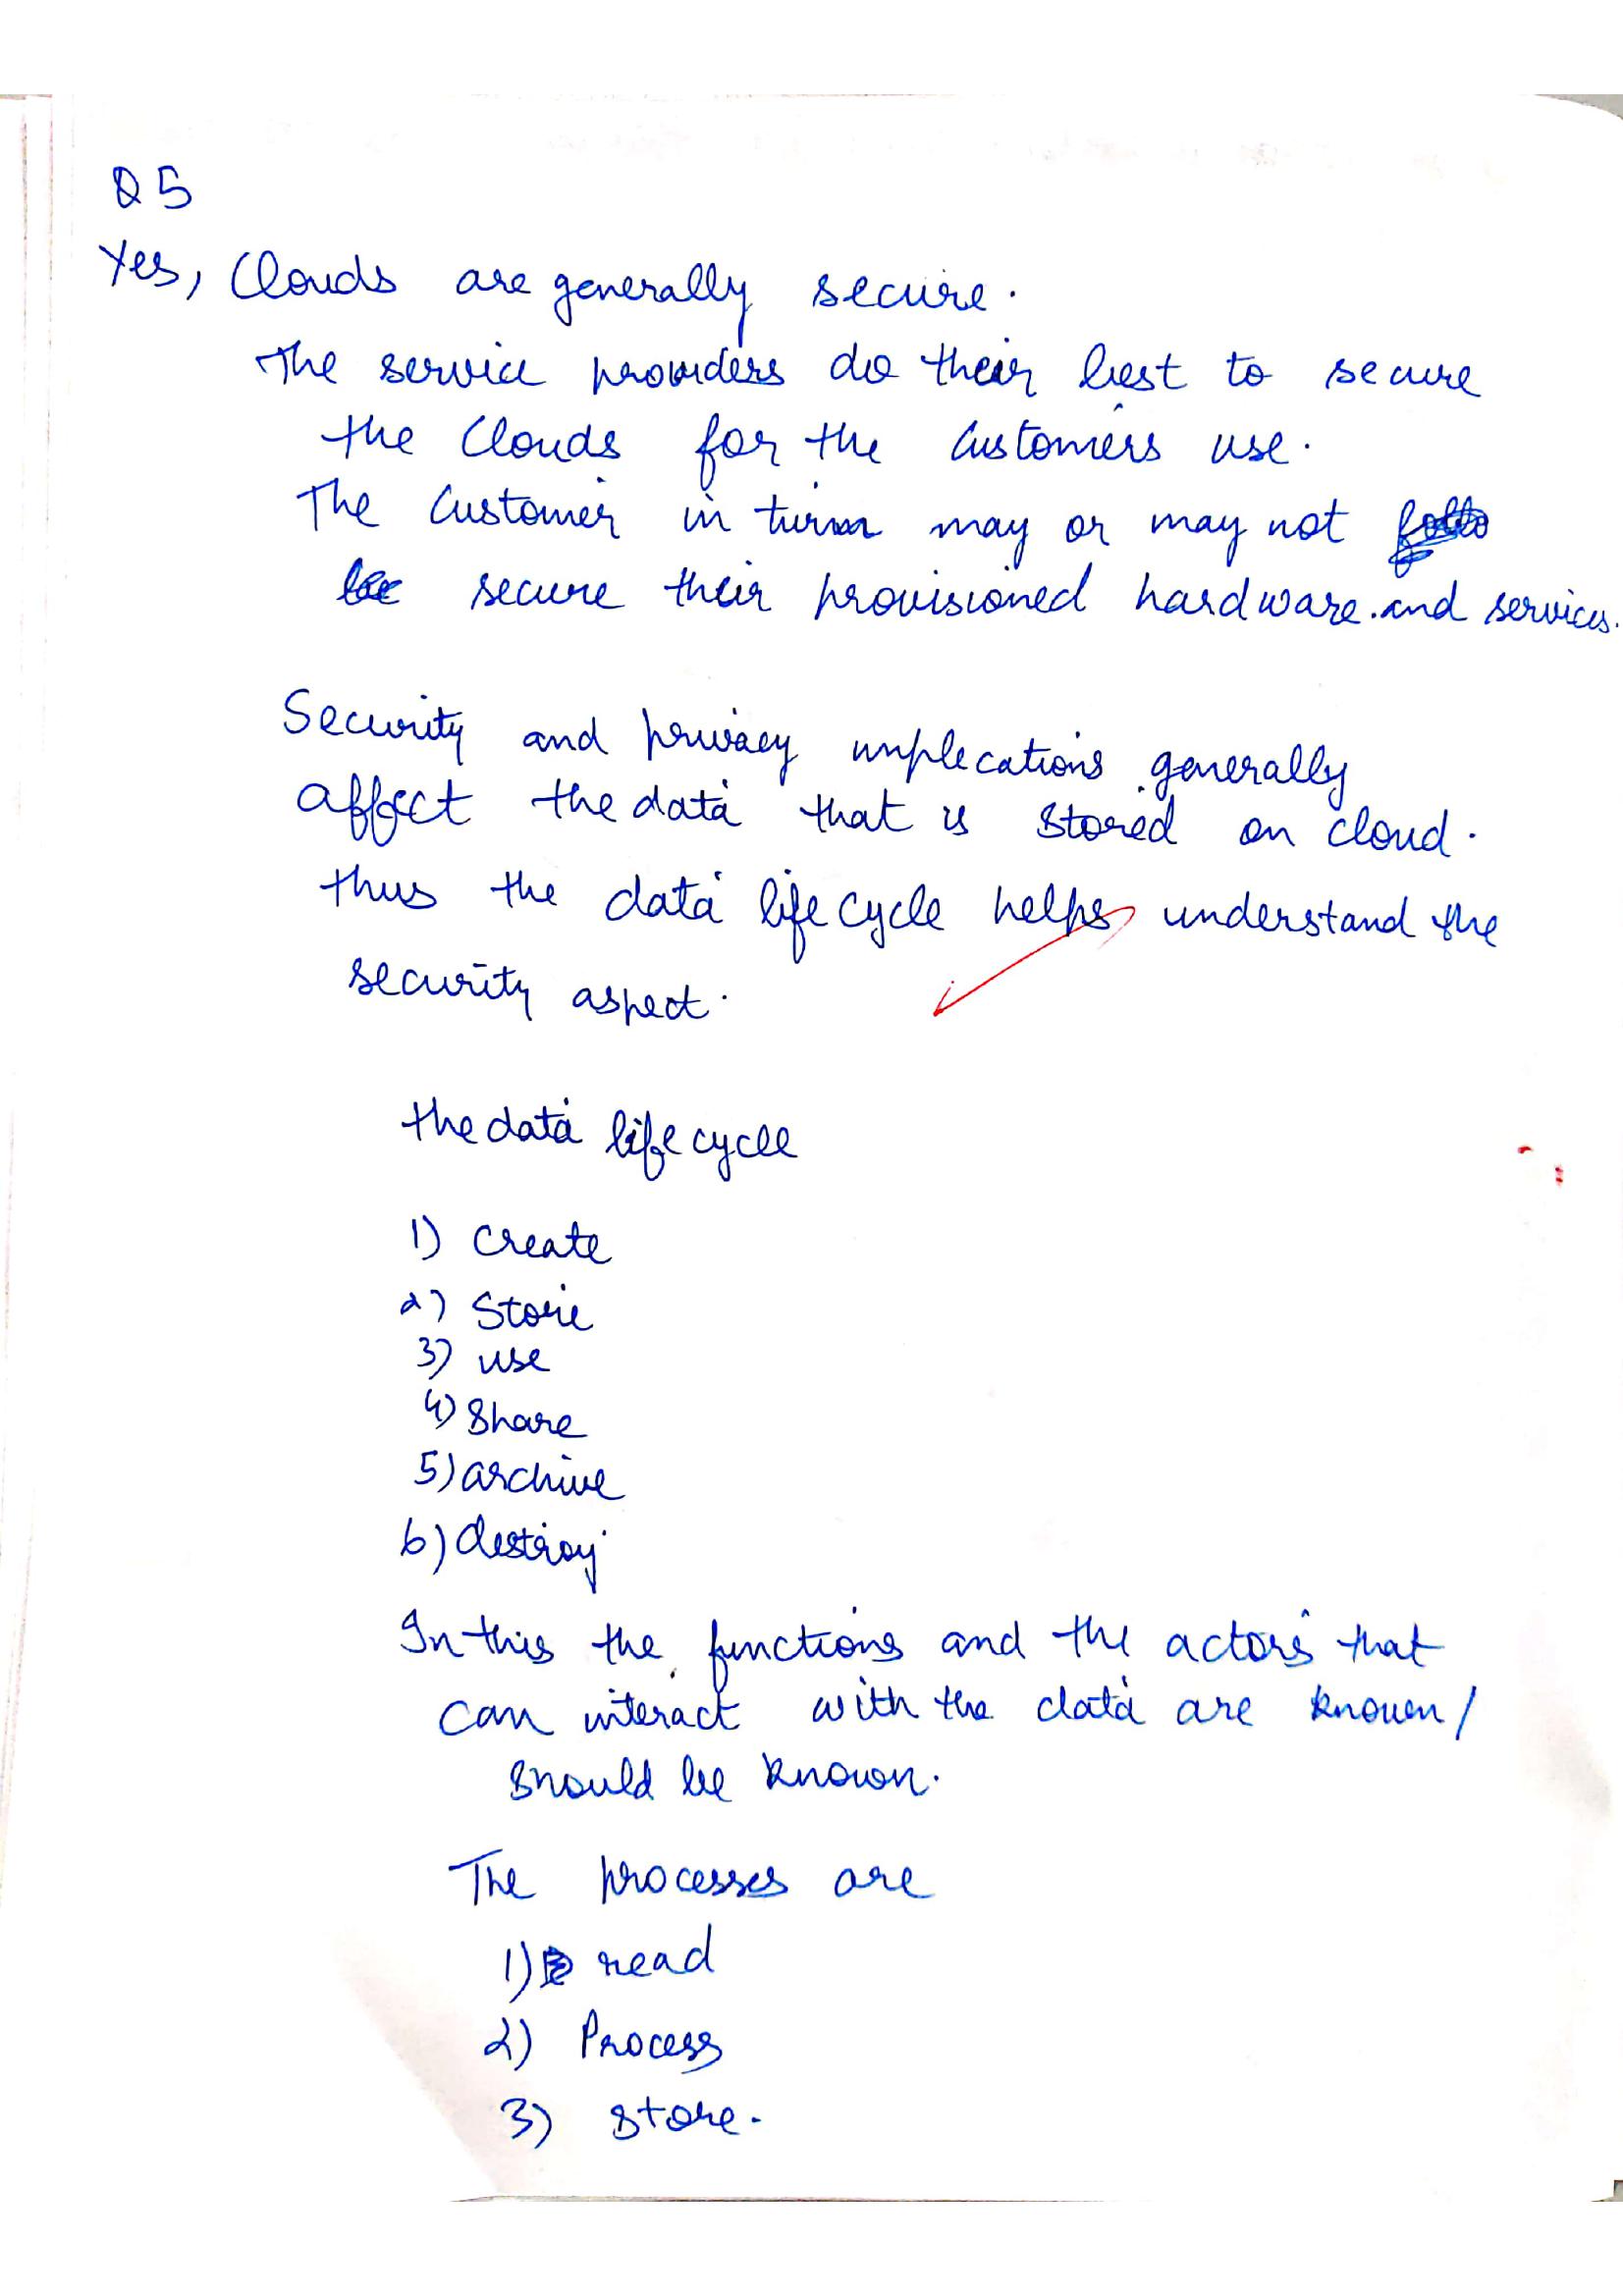 Q5
Yes, Clouds are generally secure.
The service providers do their best to secure
the Clouds for the Customers use.
The Customer in turn may or may not
secure their provisioned hardware and services.
Security and privacy implecations generally
affect the data that is stored on cloud.
thus the data life cycle helps understand the
security aspect.
the data life cycle
1) Create
2) Store
3) use
4) Share
5) archive
6) destroy
In this the functions and the actors that
can interact with the data are known/
should be known.
The processes are
1) read
2) Process
3) store.